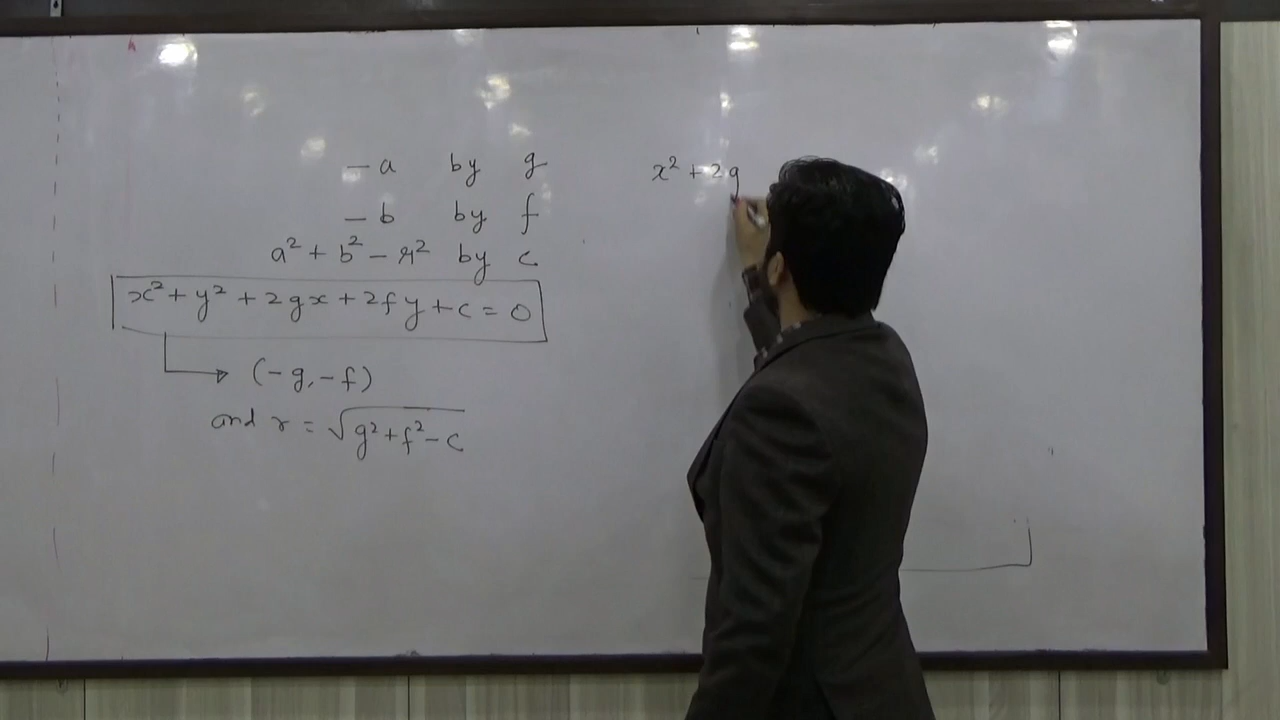 - a by g
- b by f
a² + b² - r² by c
x² + y² + 2gx + 2fy + c = 0
(-g, -f)
and r = √g² + f² - c
x² + 2g